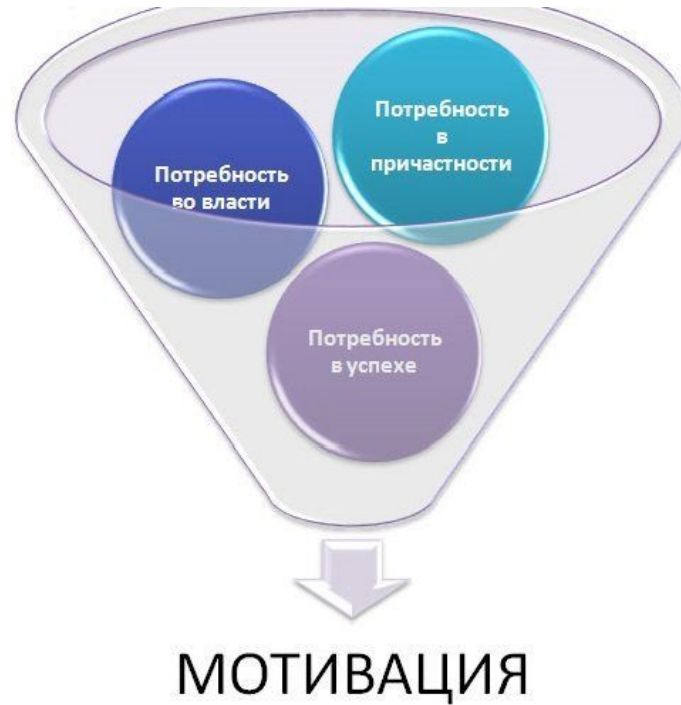 Потребность
во власти
Потребность
в
причастности
Потребность
в успехе
МОТИВАЦИЯ